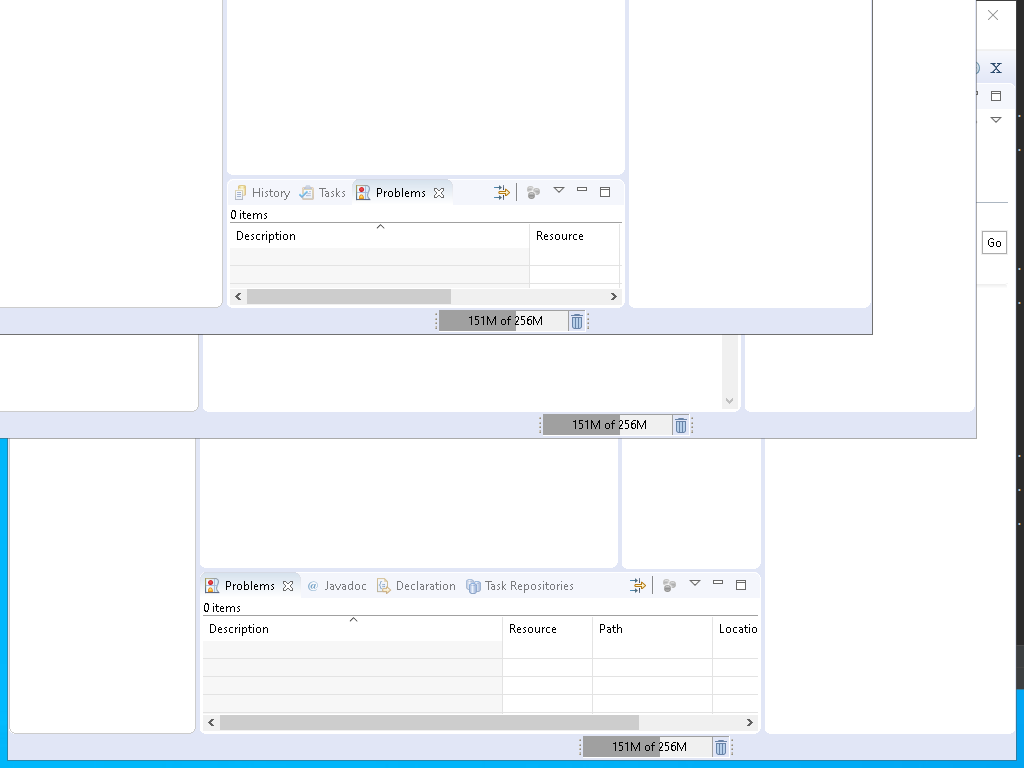 X
History Tasks Problems
0 items
Description Resource
Go
151M of 256M
151M of 256M
Problems @ Javadoc Declaration Task Repositories
0 items
Description Resource Path Locatio
151M of 256M